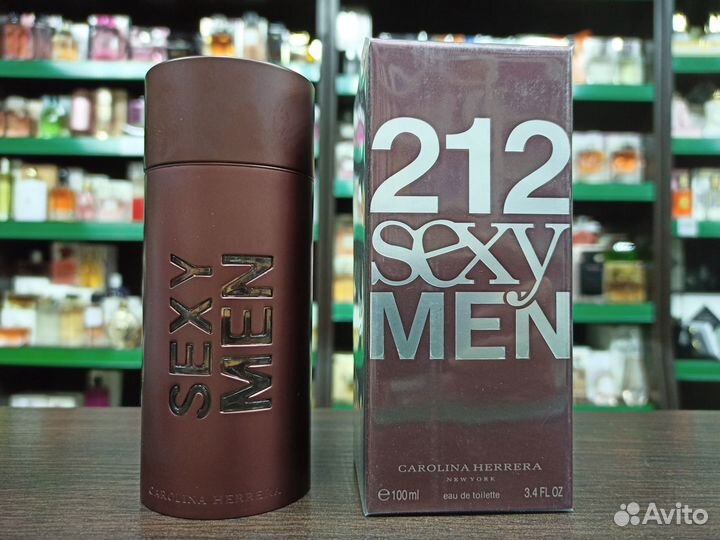 SEXY
MEN
CAROLINA HERRERA
212
sexy
MEN
CAROLINA HERRERA
NEW YORK
℮100ml eau de toilette 3.4 FL OZ
Avito